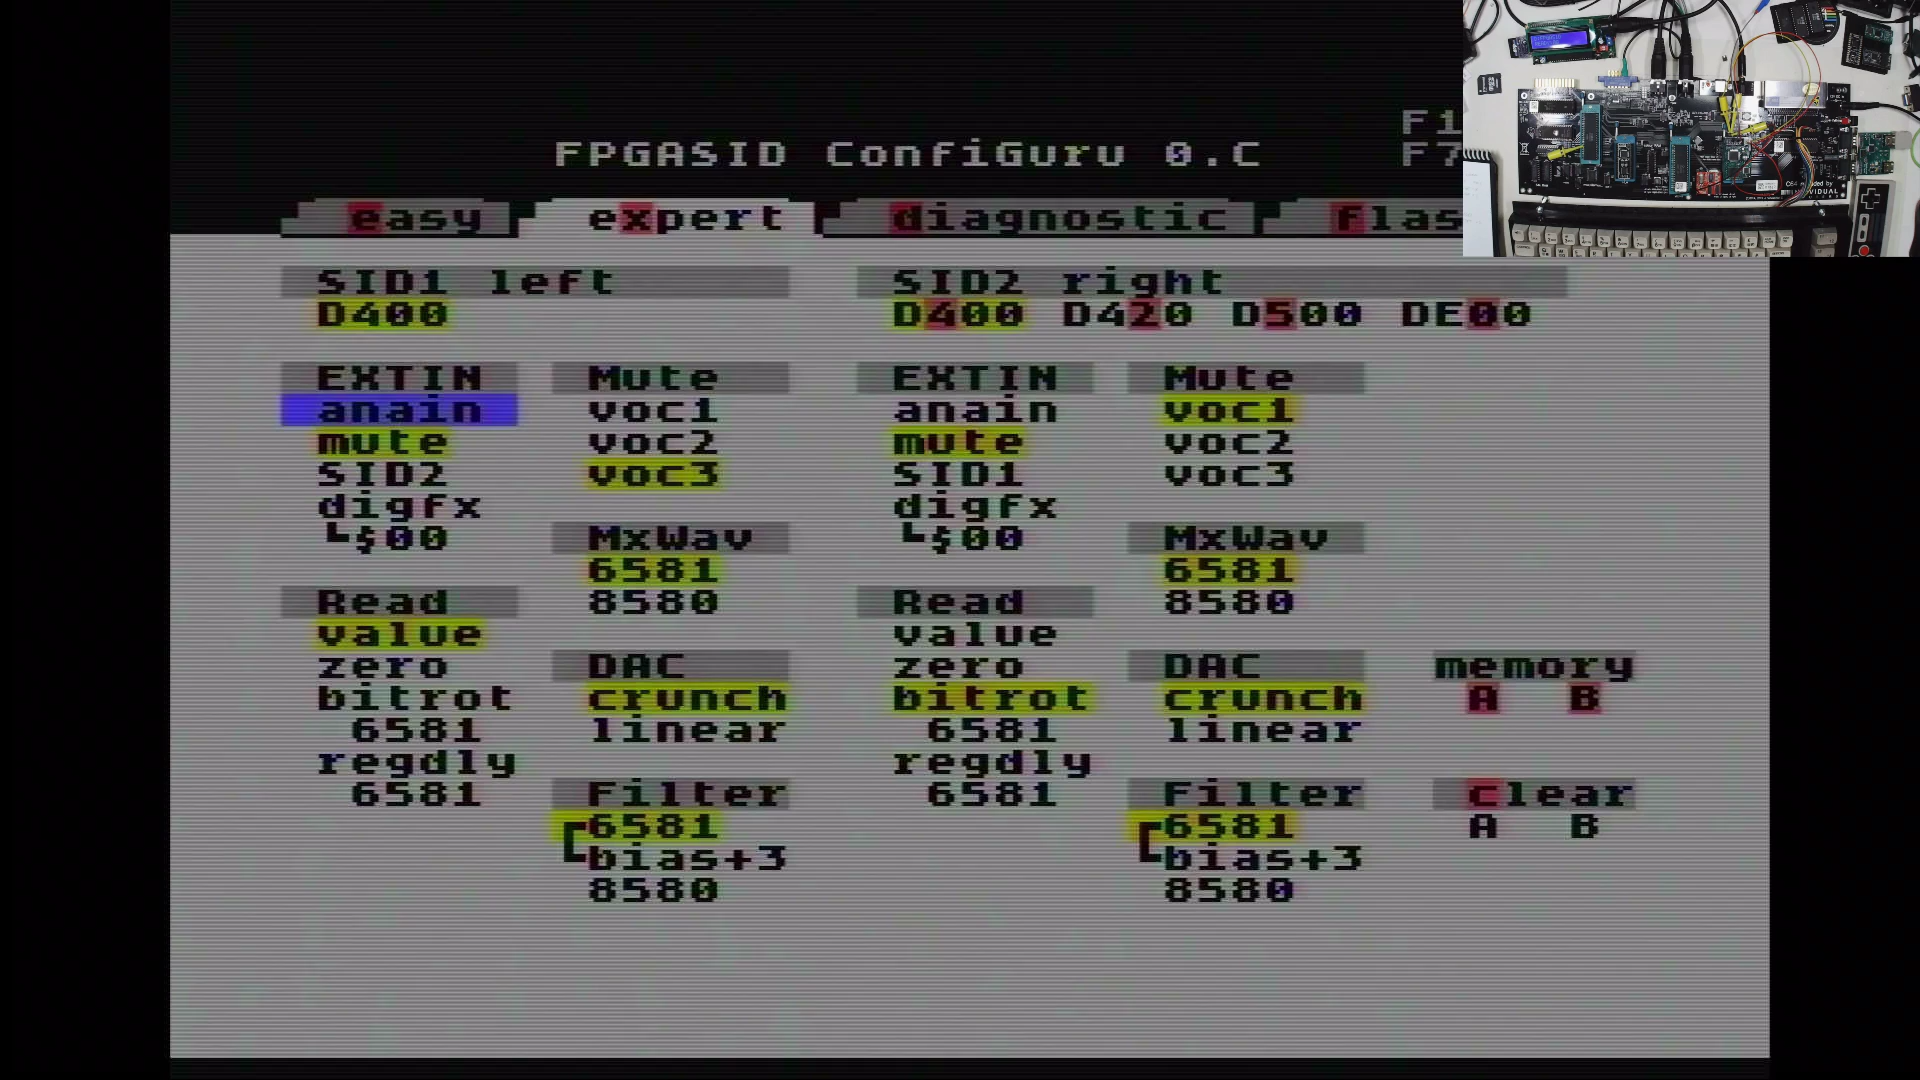 F1
FPGASID ConfiGuru 0.C F7
easy expert diagnostic flas
SID1 left SID2 right
D400 D400 D420 D500 DE00
EXTIN Mute EXTIN Mute
anain voc1 anain voc1
mute voc2 mute voc2
SID2 voc3 SID1 voc3
digfx digfx
└$00 MxWav └$00 MxWav
6581 6581
Read 8580 Read 8580
value value
zero DAC zero DAC memory
bitrot crunch bitrot crunch A B
6581 linear 6581 linear
regdly regdly
6581 Filter 6581 Filter clear
6581 6581 A B
bias+3 bias+3
8580 8580